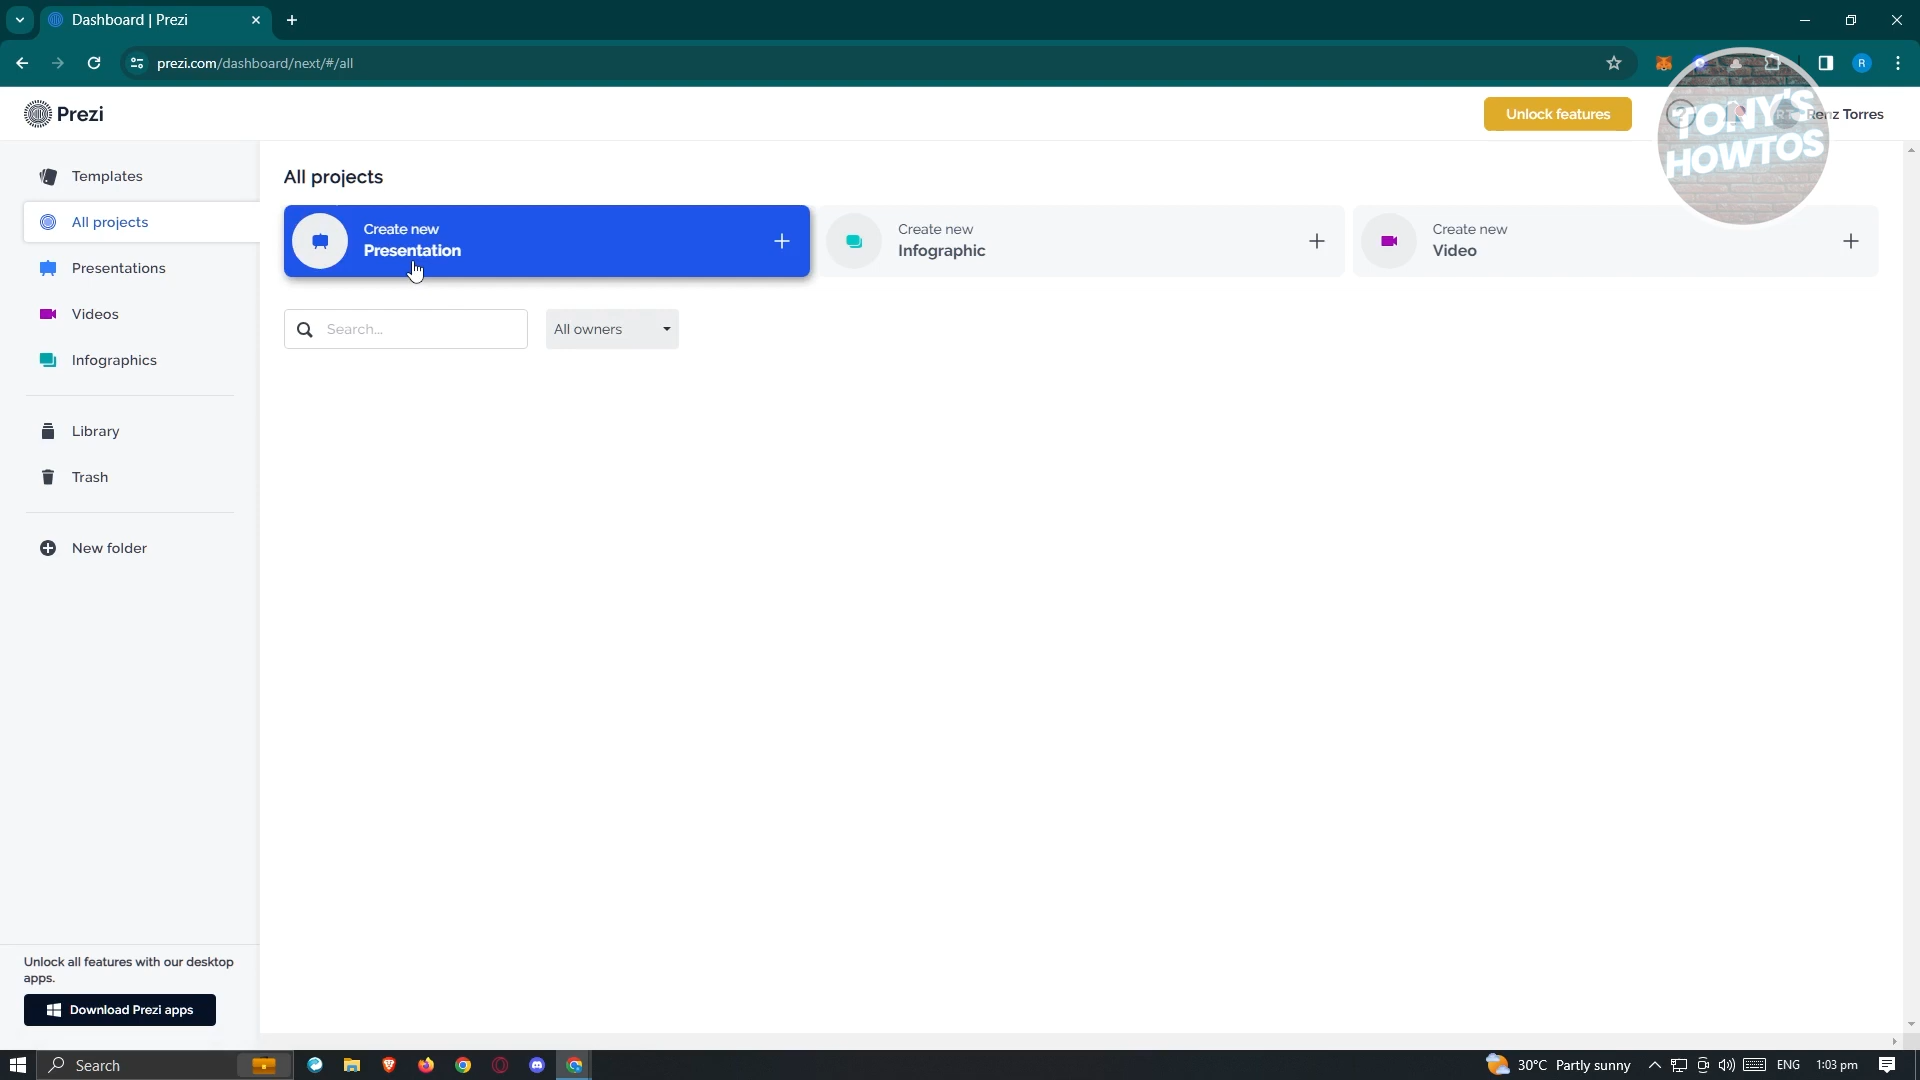 Dashboard | Prezi
prezi.com/dashboard/next/#/all
R
Prezi
Unlock features
Renz Torres
TONY'S
HOWTOS
Templates
All projects
Presentations
Videos
Infographics
Library
Trash
New folder
All projects
Create new
Presentation
Create new
Infographic
Create new
Video
Search...
All owners
Unlock all features with our desktop
apps.
Download Prezi apps
Search
30°C Partly sunny
ENG
1:03 pm